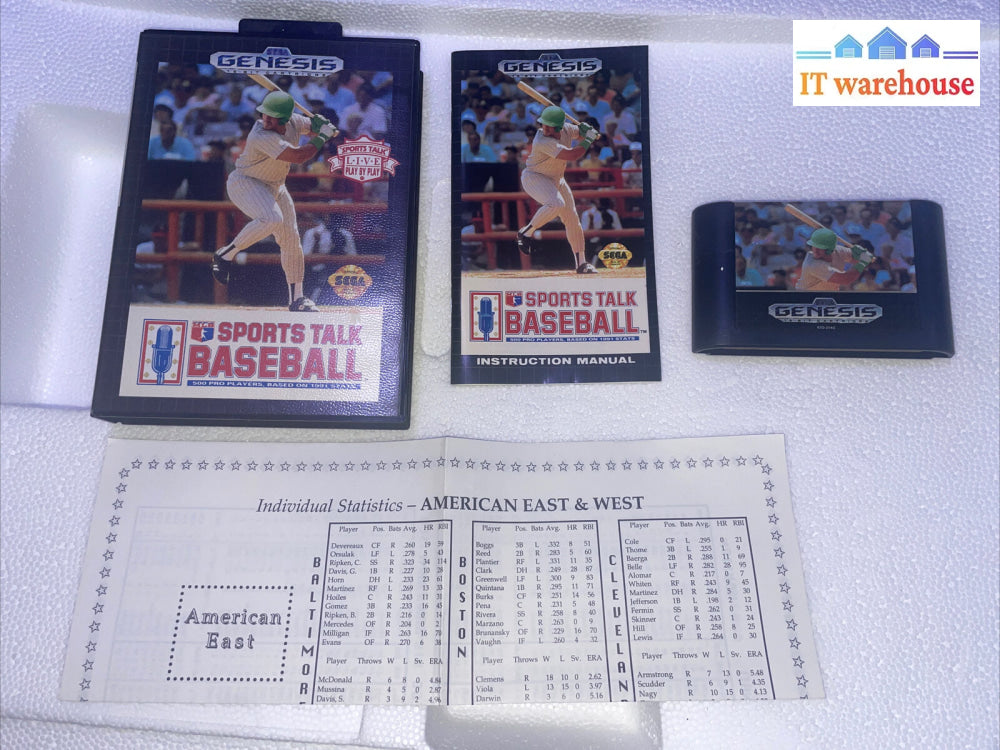 IT warehouse
SEGA
GENESIS
16-BIT CARTRIDGE
SPORTS TALK
L·I·V·E
PLAY BY PLAY
SEGA
SPORTS TALK
BASEBALL
500 PRO PLAYERS, BASED ON 1991 STATS
GENESIS
SEGA
SPORTS TALK
BASEBALL™
500 PRO PLAYERS, BASED ON 1991 STATS
INSTRUCTION MANUAL
GENESIS
Individual Statistics – AMERICAN EAST & WEST
American
East
BALTIMOR
Player Pos. Bats Avg. HR RBI
Devereaux CF R .260 19 59
Orsulak LF L .278 5 43
Ripken, C. SS R .323 34 114
Davis, G. 1B R .227 10 28
Horn DH L .233 23 61
Martinez RF L .269 13 33
Hoiles C R .243 11 31
Gomez 3B R .233 16 45
Ripken, B. 2B R .216 0 14
Mercedes OF R .204 0 2
Milligan IF R .263 16 70
Evans OF R .270 6 38
Player Throws W L Sv. ERA
McDonald R 6 8 0 4.84
Mussina R 4 5 0 2.87
Davis, S. R 3 9 2 4.96
BOSTON
Player Pos. Bats Avg. HR RBI
Boggs 3B L .332 8 51
Reed 2B R .283 5 60
Plantier RF L .331 11 35
Clark DH R .249 28 87
Greenwell LF L .300 9 83
Quintana 1B R .295 11 71
Burks CF R .251 14 56
Pena C R .231 5 48
Rivera SS R .258 8 40
Marzano C R .263 0 9
Brunansky OF R .229 16 70
Vaughn IF L .260 4 32
Player Throws W L Sv. ERA
Clemens R 18 10 0 2.62
Viola L 13 15 0 3.97
Darwin R 3 6 0 5.16
CLEVELAN
Player Pos. Bats Avg. HR RBI
Cole CF L .295 0 21
Thome 3B L .255 1 9
Baerga 2B R .288 11 69
Belle LF R .282 28 95
Alomar C R .217 0 7
Whiten RF R .243 9 45
Martinez DH R .284 5 30
Jefferson 1B L .198 2 12
Fermin SS R .262 0 31
Skinner C R .243 1 24
Hill OF R .258 8 25
Lewis IF R .264 0 30
Player Throws W L Sv. ERA
Armstrong R 7 13 0 5.48
Scudder R 6 9 1 4.35
Nagy R 10 15 0 4.13